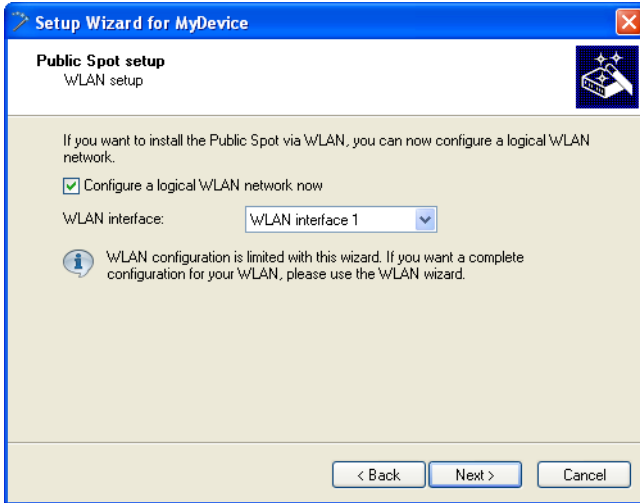 Setup Wizard for MyDevice
Public Spot setup
WLAN setup
If you want to install the Public Spot via WLAN, you can now configure a logical WLAN
network.
Configure a logical WLAN network now
WLAN interface:
WLAN interface 1
WLAN configuration is limited with this wizard. If you want a complete
configuration for your WLAN, please use the WLAN wizard.
< Back
Next >
Cancel